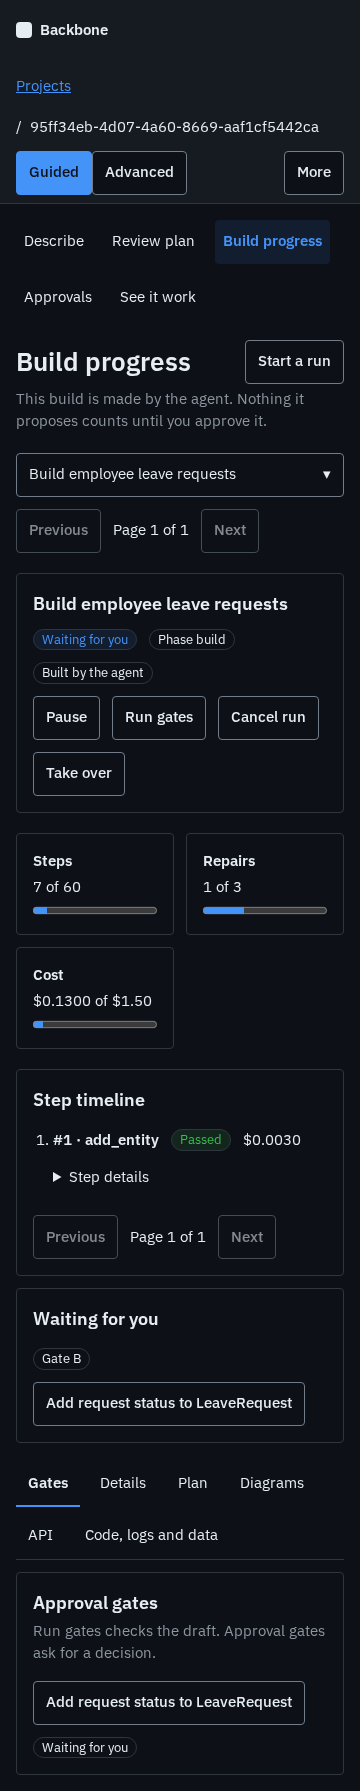 Backbone
Projects
/ 95ff34eb-4d07-4a60-8669-aaf1cf5442ca
Guided Advanced More
Describe Review plan Build progress
Approvals See it work
Build progress Start a run
This build is made by the agent. Nothing it
proposes counts until you approve it.
Build employee leave requests
Previous Page 1 of 1 Next
Build employee leave requests
Waiting for you Phase build
Built by the agent
Pause Run gates Cancel run
Take over
Steps Repairs
7 of 60 1 of 3
Cost
$0.1300 of $1.50
Step timeline
1. #1 · add_entity Passed $0.0030
Step details
Previous Page 1 of 1 Next
Waiting for you
Gate B
Add request status to LeaveRequest
Gates Details Plan Diagrams
API Code, logs and data
Approval gates
Run gates checks the draft. Approval gates
ask for a decision.
Add request status to LeaveRequest
Waiting for you